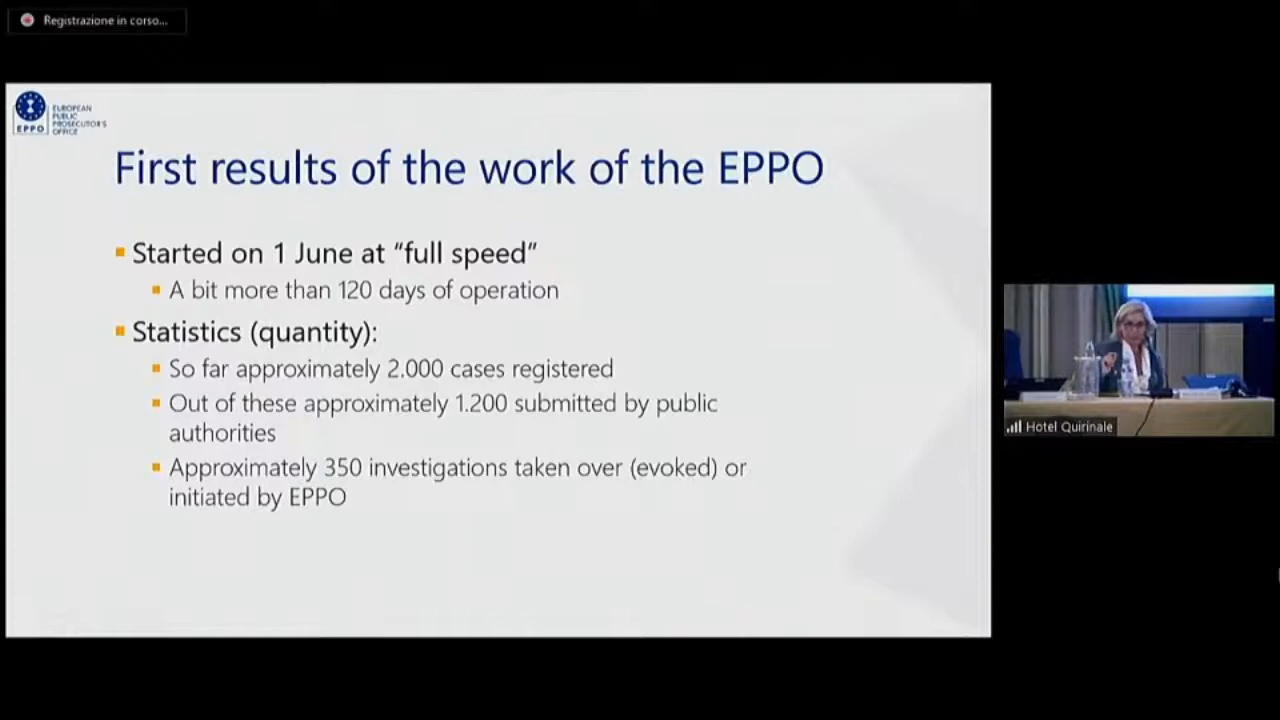 Registrazione in corso...
EUROPEAN
PUBLIC
PROSECUTOR'S
OFFICE
EPPO
First results of the work of the EPPO
Started on 1 June at “full speed”
A bit more than 120 days of operation
Statistics (quantity):
So far approximately 2.000 cases registered
Out of these approximately 1.200 submitted by public
authorities
Approximately 350 investigations taken over (evoked) or
initiated by EPPO
Hotel Quirinale